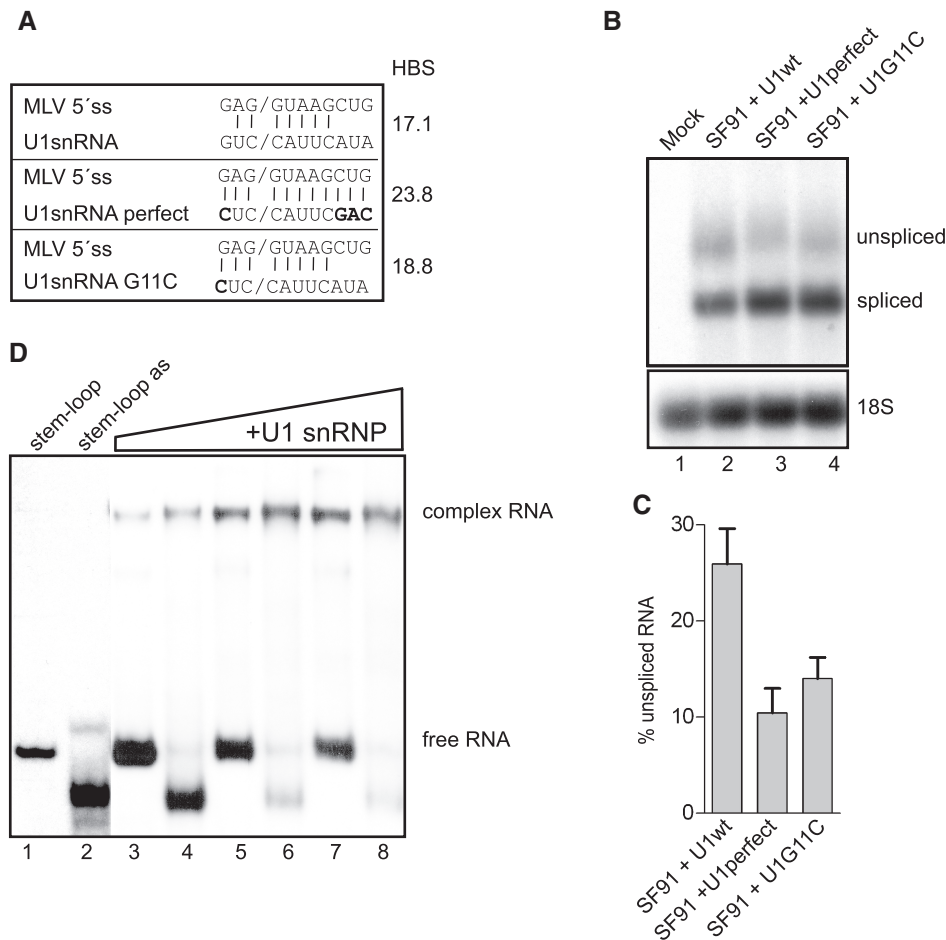 A
HBS
MLV 5´ss GAG/GUAAGCUG
U1snRNA GUC/CAUUCAUA
17.1
MLV 5´ss GAG/GUAAGCUG
U1snRNA perfect CUC/CAUUCGAC
23.8
MLV 5´ss GAG/GUAAGCUG
U1snRNA G11C CUC/CAUUCAUA
18.8
B
Mock
SF91 + U1wt
SF91 +U1perfect
SF91 + U1G11C
unspliced
spliced
18S
1 2 3 4
C
% unspliced RNA
30
20
10
0
SF91 + U1wt
SF91 +U1perfect
SF91 + U1G11C
D
stem-loop
stem-loop as
+U1 snRNP
complex RNA
free RNA
1 2 3 4 5 6 7 8